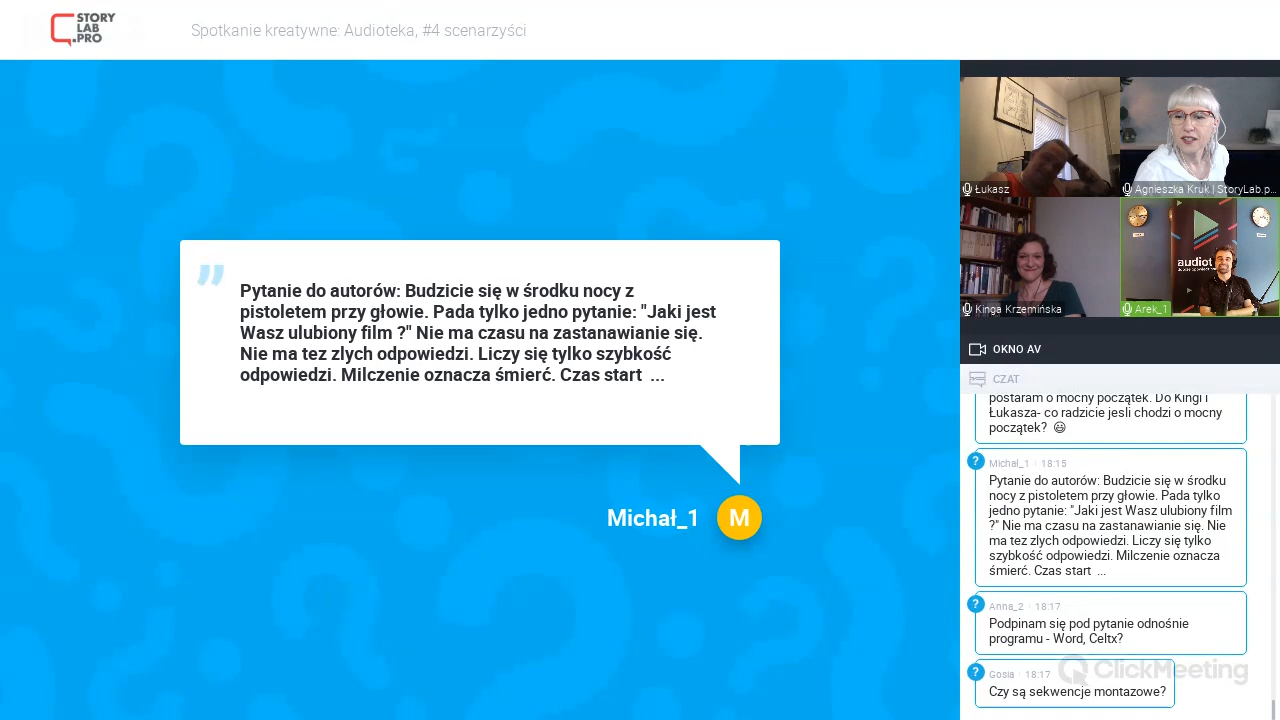 STORY
LAB
.PRO
Spotkanie kreatywne: Audioteka, #4 scenarzyści
Pytanie do autorów: Budzicie się w środku nocy z
pistoletem przy głowie. Pada tylko jedno pytanie: "Jaki jest
Wasz ulubiony film ?" Nie ma czasu na zastanawianie się.
Nie ma tez zlych odpowiedzi. Liczy się tylko szybkość
odpowiedzi. Milczenie oznacza śmierć. Czas start  ...
Michał_1
M
Łukasz
Agnieszka Kruk | StoryLab.p...
audiot
Kinga Krzemińska
Arek_1
OKNO AV
CZAT
postaram o mocny początek. Do Kingi i
Łukasza- co radzicie jesli chodzi o mocny
początek? 😃
?
Michał_1 18:15
Pytanie do autorów: Budzicie się w środku
nocy z pistoletem przy głowie. Pada tylko
jedno pytanie: "Jaki jest Wasz ulubiony film
?" Nie ma czasu na zastanawianie się. Nie
ma tez zlych odpowiedzi. Liczy się tylko
szybkość odpowiedzi. Milczenie oznacza
śmierć. Czas start  ...
?
Anna_2 18:17
Podpinam się pod pytanie odnośnie
programu - Word, Celtx?
ClickMeeting
?
Gosia 18:17
Czy są sekwencje montazowe?